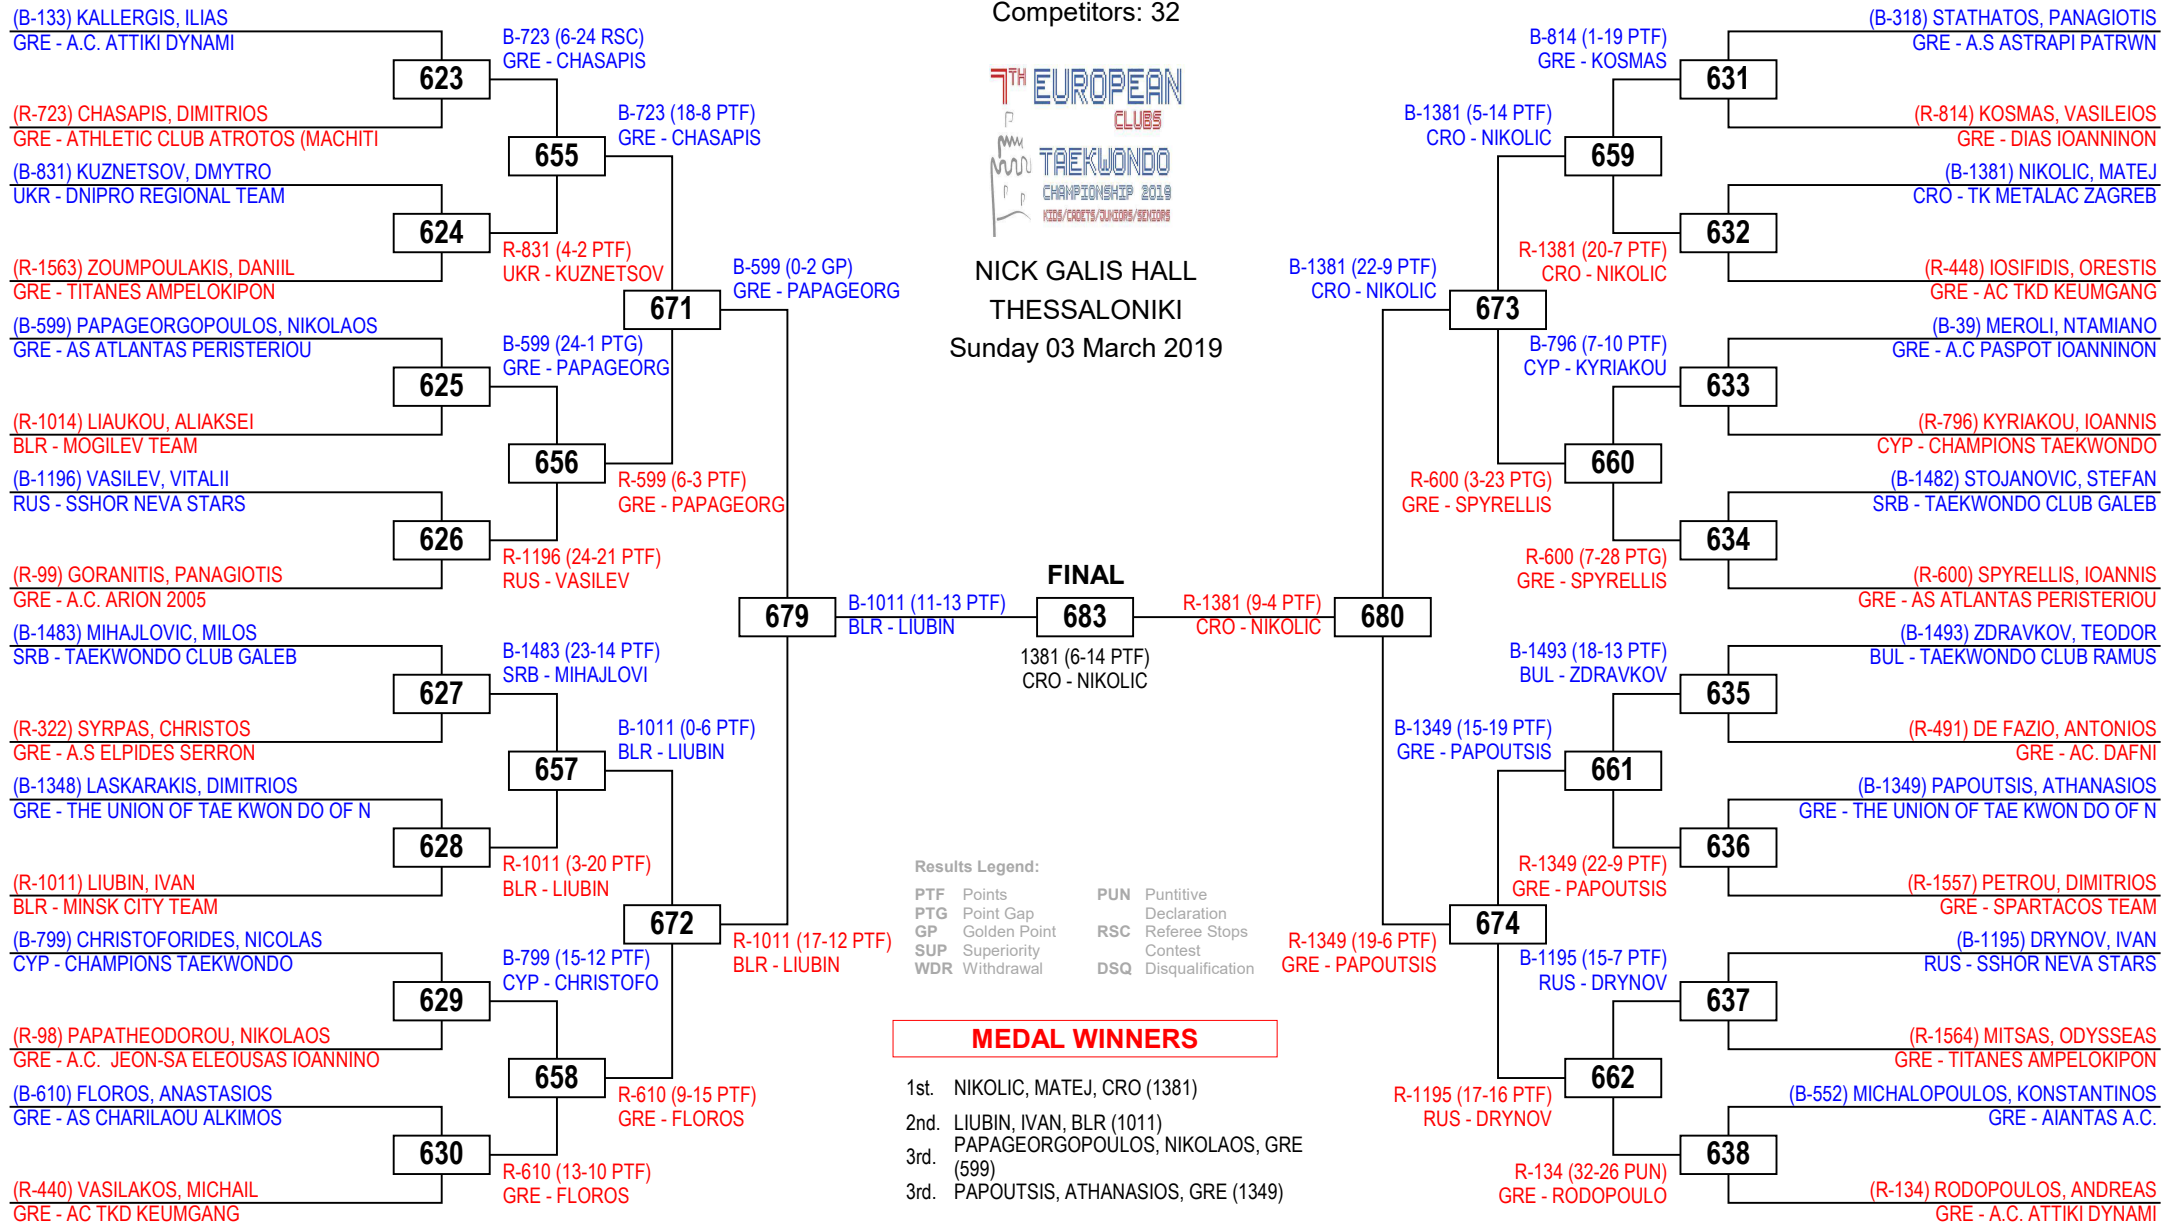 Competitors: 32
7TH EUROPEAN
CLUBS
TAEKWONDO
CHAMPIONSHIP 2019
KIDS/CADETS/JUNIORS/SENIORS
NICK GALIS HALL
THESSALONIKI
Sunday 03 March 2019
(B-133) KALLERGIS, ILIAS
GRE - A.C. ATTIKI DYNAMI
623
(R-723) CHASAPIS, DIMITRIOS
GRE - ATHLETIC CLUB ATROTOS (MACHITI
(B-831) KUZNETSOV, DMYTRO
UKR - DNIPRO REGIONAL TEAM
624
(R-1563) ZOUMPOULAKIS, DANIIL
GRE - TITANES AMPELOKIPON
(B-599) PAPAGEORGOPOULOS, NIKOLAOS
GRE - AS ATLANTAS PERISTERIOU
625
(R-1014) LIAUKOU, ALIAKSEI
BLR - MOGILEV TEAM
(B-1196) VASILEV, VITALII
RUS - SSHOR NEVA STARS
626
(R-99) GORANITIS, PANAGIOTIS
GRE - A.C. ARION 2005
(B-1483) MIHAJLOVIC, MILOS
SRB - TAEKWONDO CLUB GALEB
627
(R-322) SYRPAS, CHRISTOS
GRE - A.S ELPIDES SERRON
(B-1348) LASKARAKIS, DIMITRIOS
GRE - THE UNION OF TAE KWON DO OF N
628
(R-1011) LIUBIN, IVAN
BLR - MINSK CITY TEAM
(B-799) CHRISTOFORIDES, NICOLAS
CYP - CHAMPIONS TAEKWONDO
629
(R-98) PAPATHEODOROU, NIKOLAOS
GRE - A.C. JEON-SA ELEOUSAS IOANNINO
(B-610) FLOROS, ANASTASIOS
GRE - AS CHARILAOU ALKIMOS
630
(R-440) VASILAKOS, MICHAIL
GRE - AC TKD KEUMGANG
B-723 (6-24 RSC)
GRE - CHASAPIS
655
R-831 (4-2 PTF)
UKR - KUZNETSOV
B-599 (24-1 PTG)
GRE - PAPAGEORG
656
R-1196 (24-21 PTF)
RUS - VASILEV
B-1483 (23-14 PTF)
SRB - MIHAJLOVI
657
R-1011 (3-20 PTF)
BLR - LIUBIN
B-799 (15-12 PTF)
CYP - CHRISTOFO
658
R-610 (13-10 PTF)
GRE - FLOROS
B-723 (18-8 PTF)
GRE - CHASAPIS
671
R-599 (6-3 PTF)
GRE - PAPAGEORG
B-1011 (0-6 PTF)
BLR - LIUBIN
672
R-610 (9-15 PTF)
GRE - FLOROS
B-599 (0-2 GP)
GRE - PAPAGEORG
679
R-1011 (17-12 PTF)
BLR - LIUBIN
B-1011 (11-13 PTF)
BLR - LIUBIN
FINAL
683
1381 (6-14 PTF)
CRO - NIKOLIC
R-1381 (9-4 PTF)
CRO - NIKOLIC
B-1381 (22-9 PTF)
CRO - NIKOLIC
680
R-1349 (19-6 PTF)
GRE - PAPOUTSIS
B-1381 (5-14 PTF)
CRO - NIKOLIC
673
R-600 (3-23 PTG)
GRE - SPYRELLIS
B-1349 (15-19 PTF)
GRE - PAPOUTSIS
674
R-1195 (17-16 PTF)
RUS - DRYNOV
B-814 (1-19 PTF)
GRE - KOSMAS
659
R-1381 (20-7 PTF)
CRO - NIKOLIC
B-796 (7-10 PTF)
CYP - KYRIAKOU
660
R-600 (7-28 PTG)
GRE - SPYRELLIS
B-1493 (18-13 PTF)
BUL - ZDRAVKOV
661
R-1349 (22-9 PTF)
GRE - PAPOUTSIS
B-1195 (15-7 PTF)
RUS - DRYNOV
662
R-134 (32-26 PUN)
GRE - RODOPOULO
(B-318) STATHATOS, PANAGIOTIS
GRE - A.S ASTRAPI PATRWN
631
(R-814) KOSMAS, VASILEIOS
GRE - DIAS IOANNINON
(B-1381) NIKOLIC, MATEJ
CRO - TK METALAC ZAGREB
632
(R-448) IOSIFIDIS, ORESTIS
GRE - AC TKD KEUMGANG
(B-39) MEROLI, NTAMIANO
GRE - A.C PASPOT IOANNINON
633
(R-796) KYRIAKOU, IOANNIS
CYP - CHAMPIONS TAEKWONDO
(B-1482) STOJANOVIC, STEFAN
SRB - TAEKWONDO CLUB GALEB
634
(R-600) SPYRELLIS, IOANNIS
GRE - AS ATLANTAS PERISTERIOU
(B-1493) ZDRAVKOV, TEODOR
BUL - TAEKWONDO CLUB RAMUS
635
(R-491) DE FAZIO, ANTONIOS
GRE - AC. DAFNI
(B-1349) PAPOUTSIS, ATHANASIOS
GRE - THE UNION OF TAE KWON DO OF N
636
(R-1557) PETROU, DIMITRIOS
GRE - SPARTACOS TEAM
(B-1195) DRYNOV, IVAN
RUS - SSHOR NEVA STARS
637
(R-1564) MITSAS, ODYSSEAS
GRE - TITANES AMPELOKIPON
(B-552) MICHALOPOULOS, KONSTANTINOS
GRE - AIANTAS A.C.
638
(R-134) RODOPOULOS, ANDREAS
GRE - A.C. ATTIKI DYNAMI
Results Legend:
PTF Points PUN Puntitive
PTG Point Gap Declaration
GP Golden Point RSC Referee Stops
SUP Superiority Contest
WDR Withdrawal DSQ Disqualification
MEDAL WINNERS
1st. NIKOLIC, MATEJ, CRO (1381)
2nd. LIUBIN, IVAN, BLR (1011)
3rd. PAPAGEORGOPOULOS, NIKOLAOS, GRE
(599)
3rd. PAPOUTSIS, ATHANASIOS, GRE (1349)